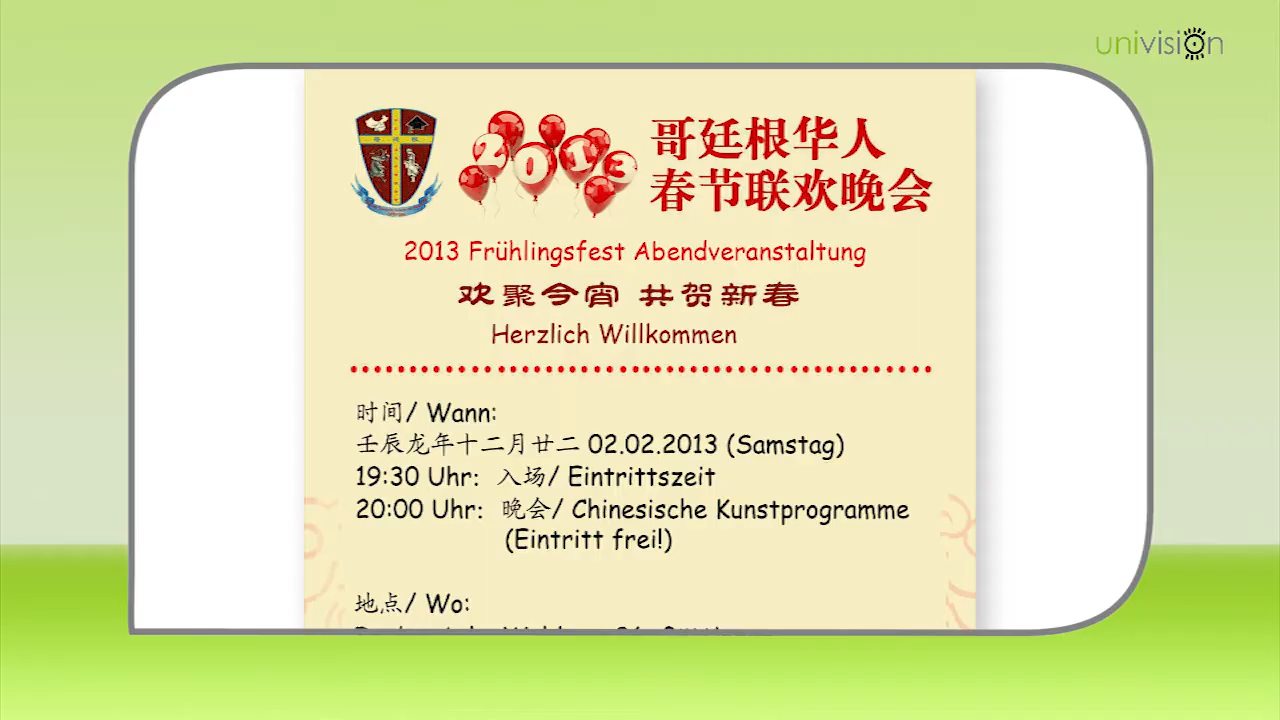 univision
2013
哥廷根华人
春节联欢晚会
2013 Frühlingsfest Abendveranstaltung
欢聚今宵 共贺新春
Herzlich Willkommen
时间/ Wann:
壬辰龙年十二月廿二 02.02.2013 (Samstag)
19:30 Uhr: 入场/ Eintrittszeit
20:00 Uhr: 晚会/ Chinesische Kunstprogramme
(Eintritt frei!)
地点/ Wo: